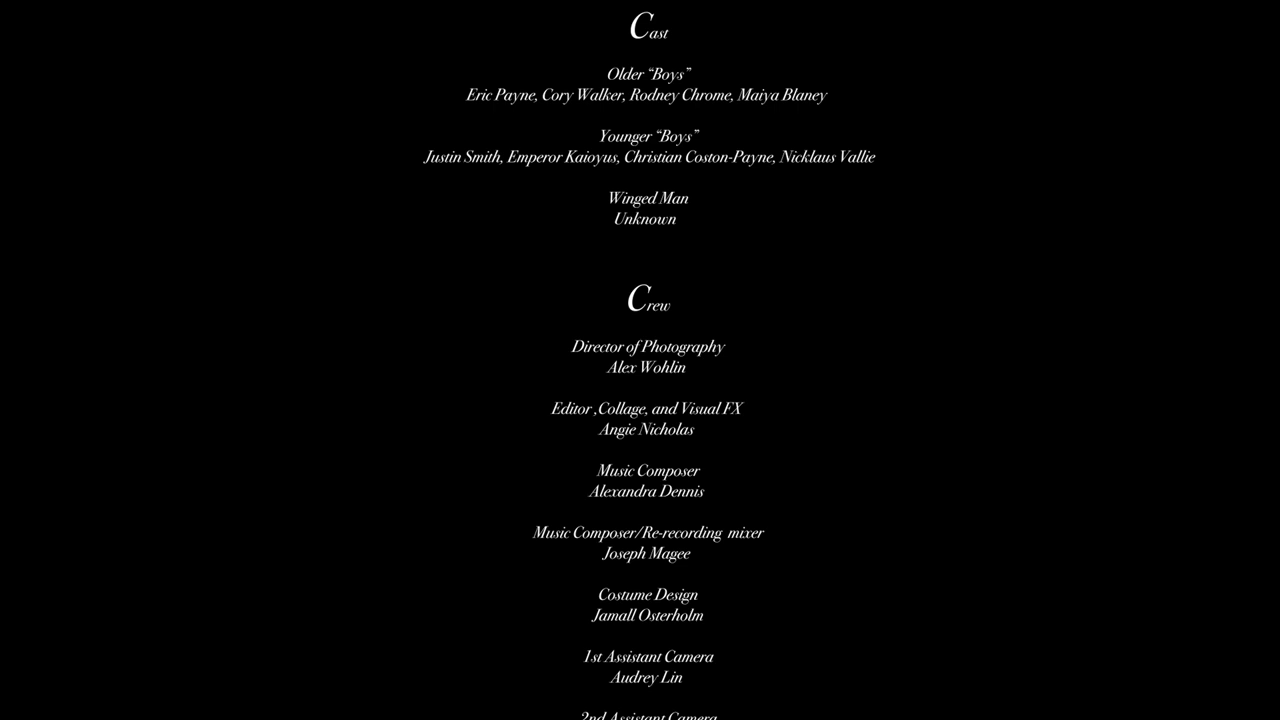 Cast
Older “Boys”
Eric Payne, Cory Walker, Rodney Chrome, Maiya Blaney
Younger “Boys”
Justin Smith, Emperor Kaioyus, Christian Coston-Payne, Nicklaus Vallie
Winged Man
Unknown
Crew
Director of Photography
Alex Wohlin
Editor ,Collage, and Visual FX
Angie Nicholas
Music Composer
Alexandra Dennis
Music Composer/Re-recording  mixer
Joseph Magee
Costume Design
Jamall Osterholm
1st Assistant Camera
Audrey Lin
2nd Assistant Camera